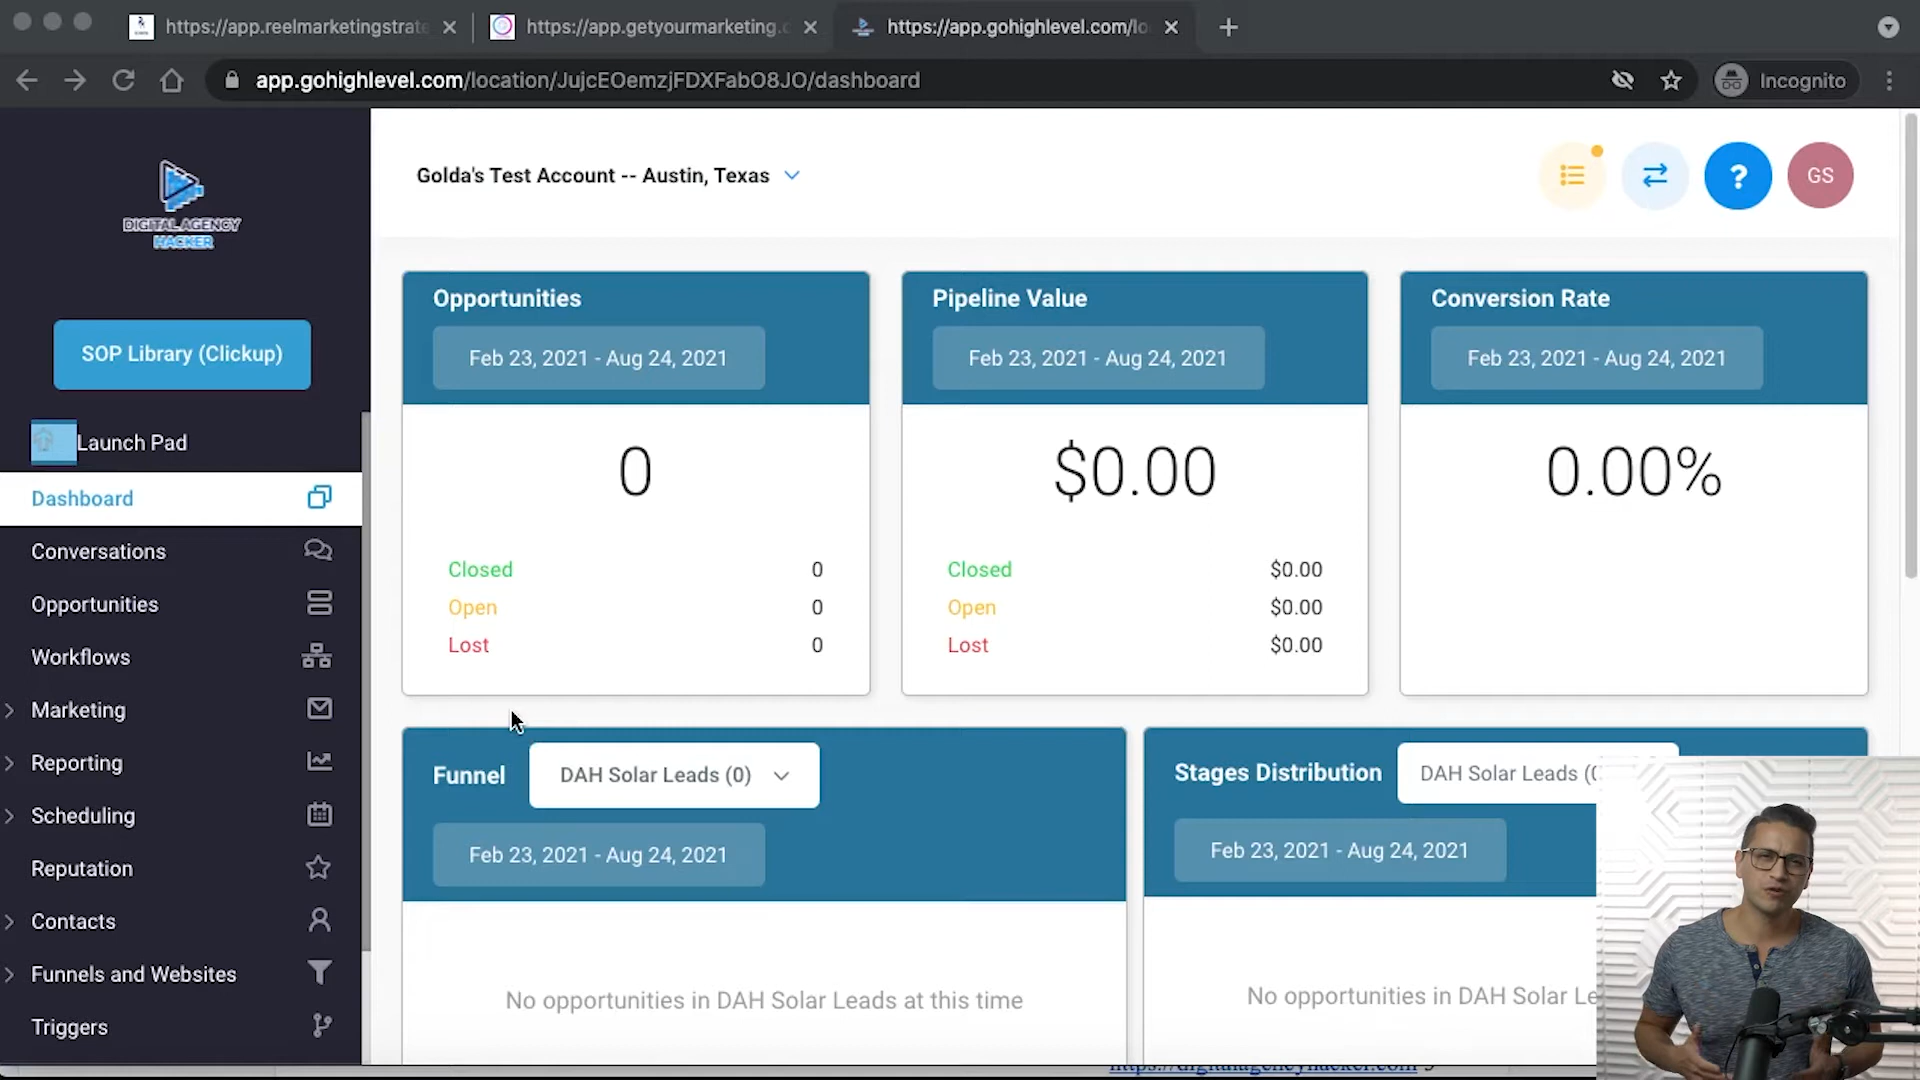 https://app.reelmarketingstrate
https://app.getyourmarketing.c
https://app.gohighlevel.com/lo
app.gohighlevel.com/location/JujcEOemzjFDXFabO8JO/dashboard
Incognito
DIGITAL AGENCY
HACKER
Golda's Test Account -- Austin, Texas
?
GS
SOP Library (Clickup)
Launch Pad
Dashboard
Conversations
Opportunities
Workflows
Marketing
Reporting
Scheduling
Reputation
Contacts
Funnels and Websites
Triggers
Opportunities
Feb 23, 2021 - Aug 24, 2021
0
Closed 0
Open 0
Lost 0
Pipeline Value
Feb 23, 2021 - Aug 24, 2021
$0.00
Closed $0.00
Open $0.00
Lost $0.00
Conversion Rate
Feb 23, 2021 - Aug 24, 2021
0.00%
Funnel DAH Solar Leads (0)
Feb 23, 2021 - Aug 24, 2021
No opportunities in DAH Solar Leads at this time
Stages Distribution DAH Solar Leads (0
Feb 23, 2021 - Aug 24, 2021
No opportunities in DAH Solar Le
https://digitalagencyhacker.com